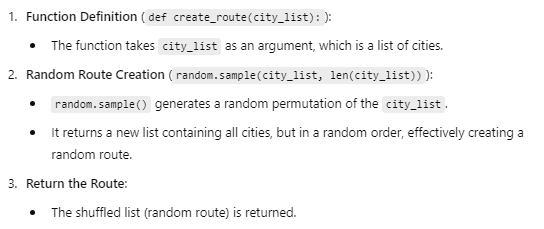 1. Function Definition ( def create_route(city_list): ):
• The function takes city_list as an argument, which is a list of cities.
2. Random Route Creation ( random.sample(city_list, len(city_list)) ):
• random.sample() generates a random permutation of the city_list .
• It returns a new list containing all cities, but in a random order, effectively creating a
random route.
3. Return the Route:
• The shuffled list (random route) is returned.